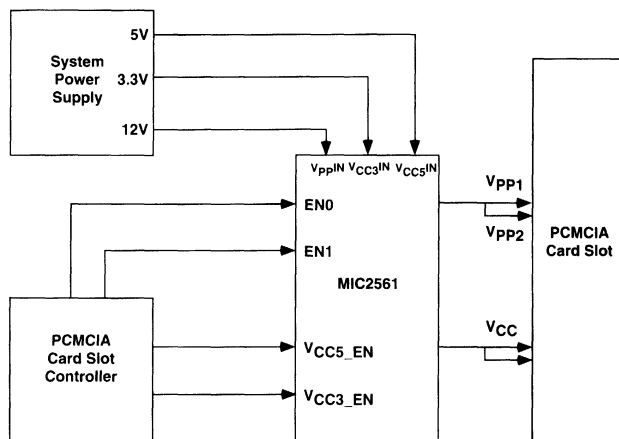 System
Power
Supply
5V
3.3V
12V
VPPIN VCC3IN VCC5IN
EN0
EN1
MIC2561
VCC5_EN
VCC3_EN
PCMCIA
Card Slot
Controller
VPP1
VPP2
VCC
PCMCIA
Card Slot